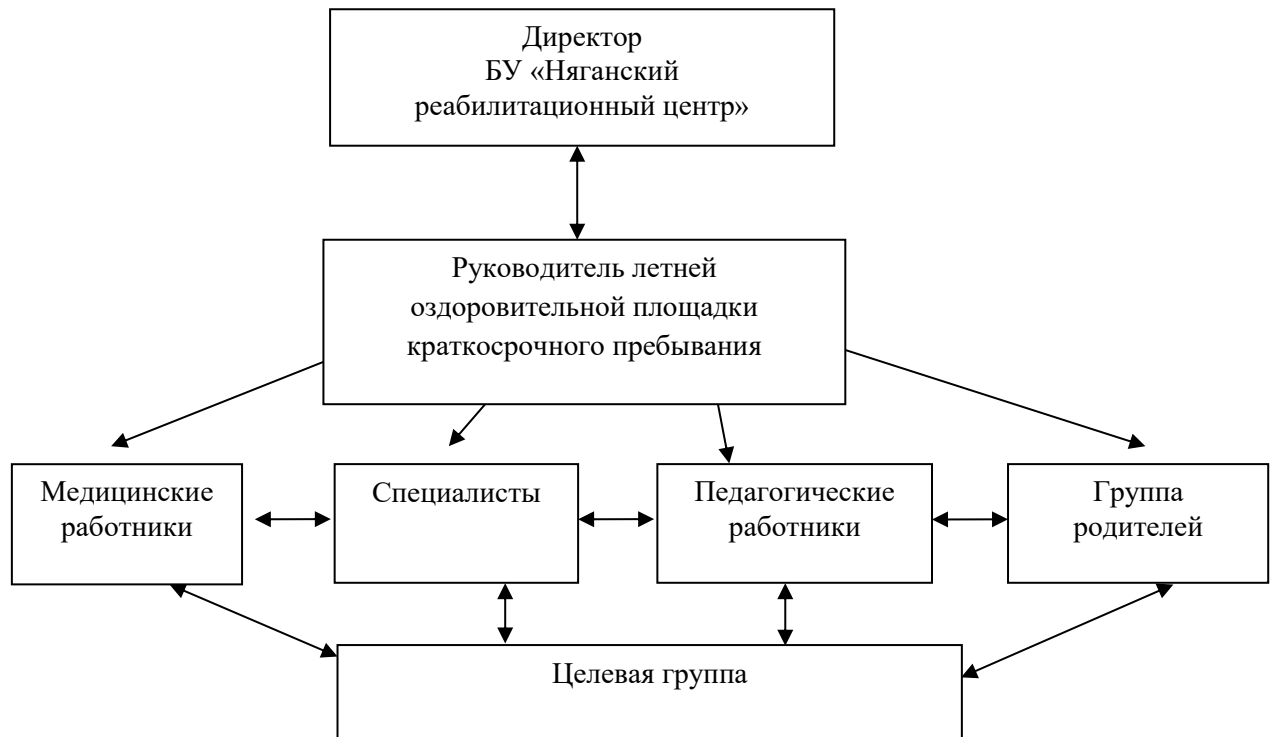 Директор
БУ «Няганский
реабилитационный центр»
Руководитель летней
оздоровительной площадки
краткосрочного пребывания
Медицинские
работники
Специалисты
Педагогические
работники
Группа
родителей
Целевая группа